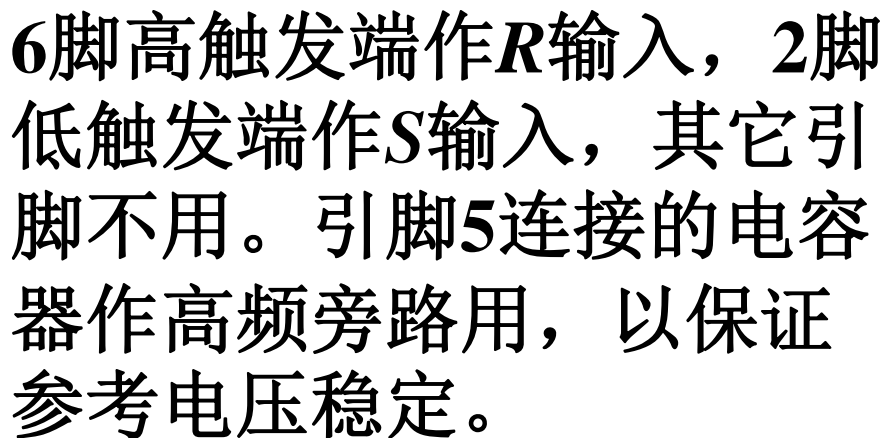 6脚高触发端作R输入，2脚
低触发端作S输入，其它引
脚不用。引脚5连接的电容
器作高频旁路用，以保证
参考电压稳定。